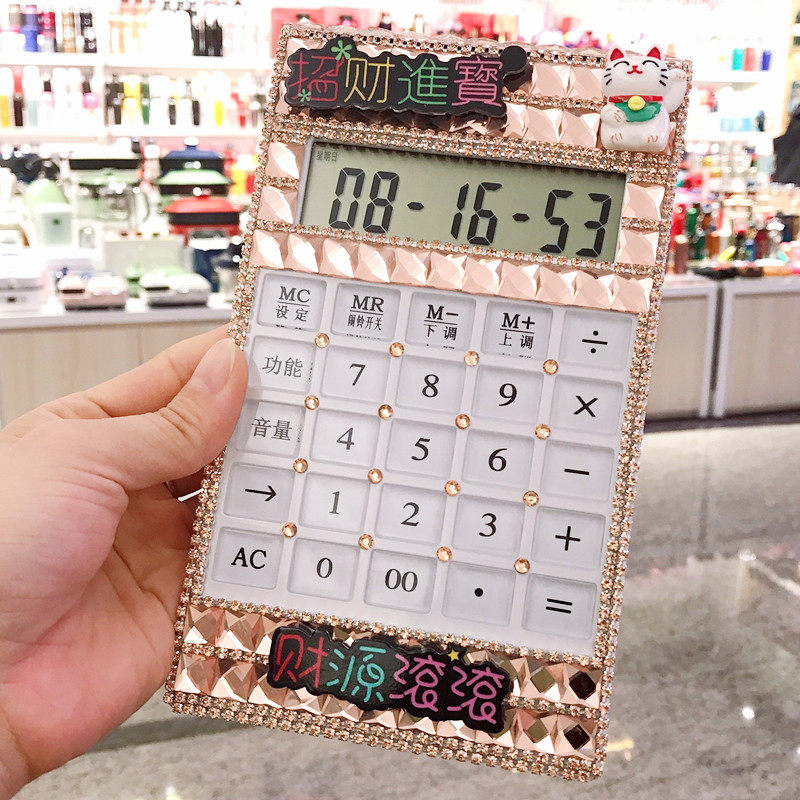 招财進寶
星期日
08-16-53
MC
设定
MR
闹铃开关
M−
下调
M+
上调
÷
功能
7
8
9
×
音量
4
5
6
−
→
1
2
3
+
AC
0
00
·
=
财源滚滚